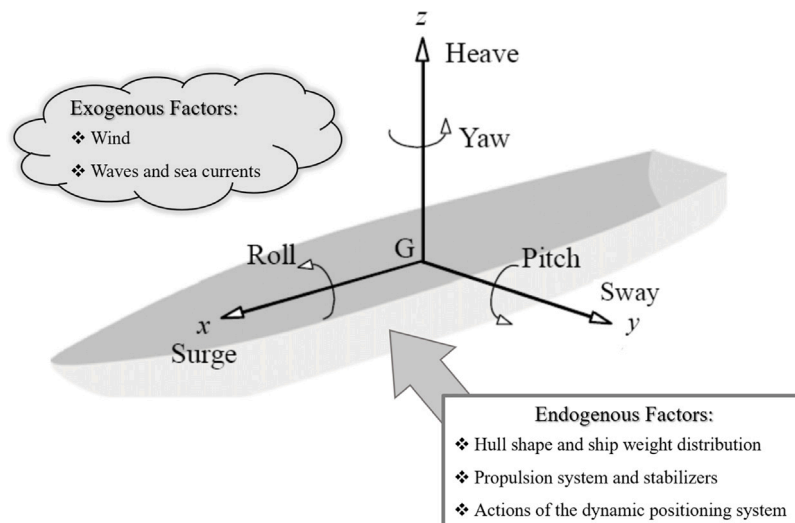 z
Heave
Exogenous Factors:
❖ Wind
❖ Waves and sea currents
Yaw
Roll
G
Pitch
x
Surge
Sway
y
Endogenous Factors:
❖ Hull shape and ship weight distribution
❖ Propulsion system and stabilizers
❖ Actions of the dynamic positioning system